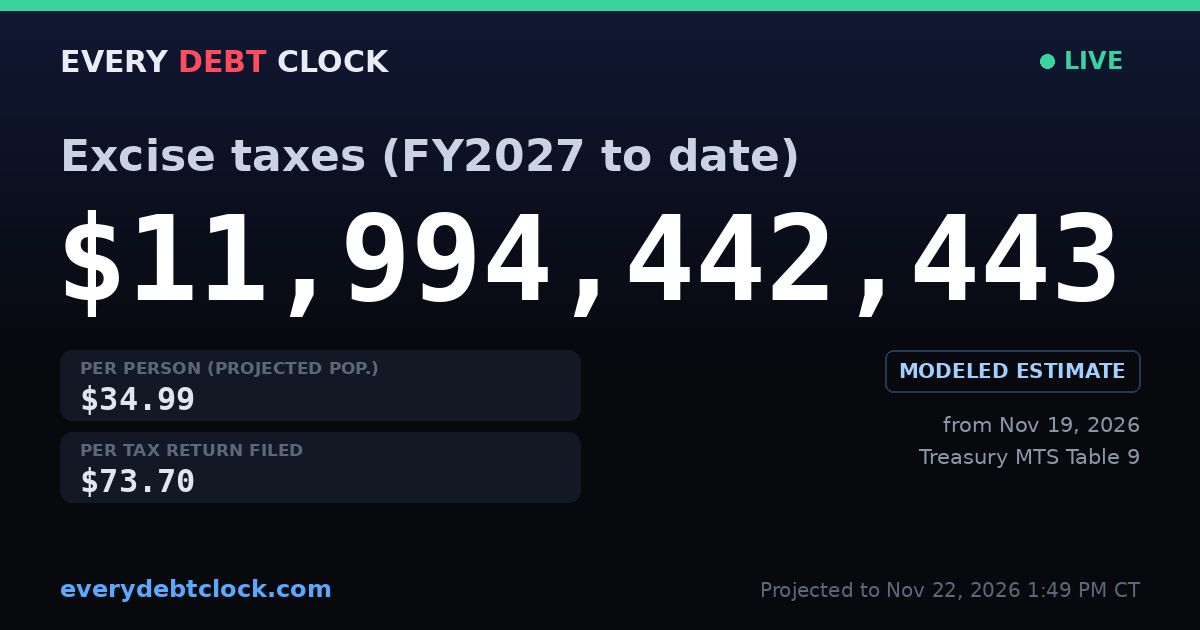 EVERY DEBT CLOCK
LIVE
Excise taxes (FY2027 to date)
$11,994,442,443
PER PERSON (PROJECTED POP.)
$34.99
PER TAX RETURN FILED
$73.70
MODELED ESTIMATE
from Nov 19, 2026
Treasury MTS Table 9
everydebtclock.com
Projected to Nov 22, 2026 1:49 PM CT